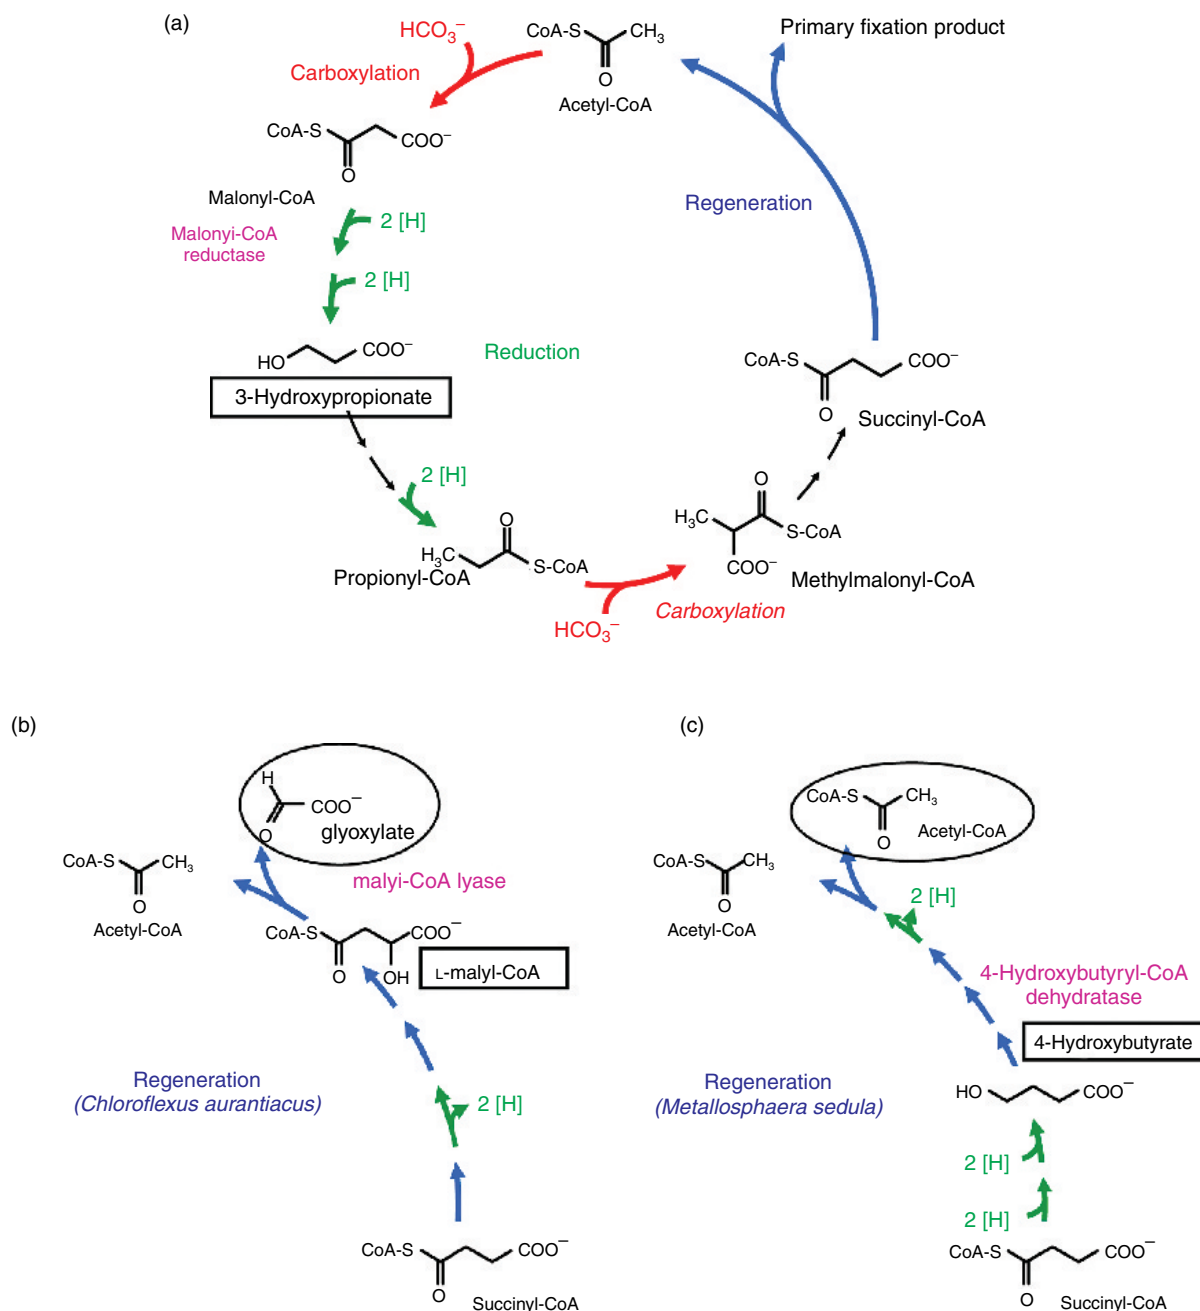 (a)
HCO3−
CoA-S
CH3
O
Acetyl-CoA
Primary fixation product
Carboxylation
CoA-S
COO−
O
Malonyl-CoA
Malonyi-CoA
reductase
2 [H]
2 [H]
Regeneration
HO
COO−
3-Hydroxypropionate
Reduction
CoA-S
COO−
O
Succinyl-CoA
2 [H]
O
H3C
S-CoA
Propionyl-CoA
HCO3−
Carboxylation
O
H3C
S-CoA
COO−
Methylmalonyl-CoA
(b)
H
COO−
O
glyoxylate
CoA-S
CH3
O
Acetyl-CoA
malyi-CoA lyase
CoA-S
COO−
O
OH
L-malyl-CoA
Regeneration
(Chloroflexus aurantiacus)
2 [H]
CoA-S
COO−
O
Succinyl-CoA
(c)
CoA-S
CH3
O
Acetyl-CoA
CoA-S
CH3
O
Acetyl-CoA
2 [H]
4-Hydroxybutyryl-CoA
dehydratase
4-Hydroxybutyrate
Regeneration
(Metallosphaera sedula)
HO
COO−
2 [H]
2 [H]
CoA-S
COO−
O
Succinyl-CoA